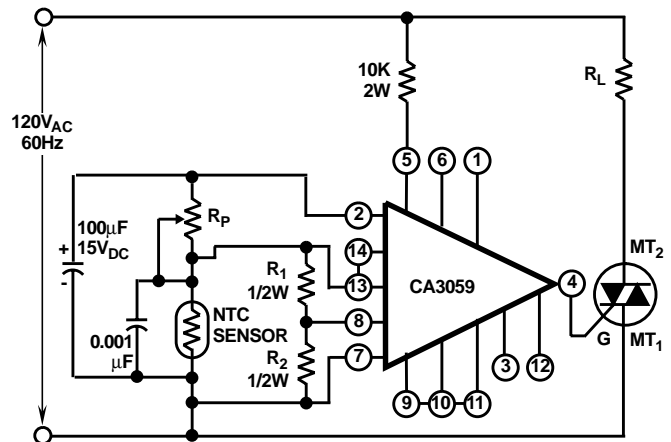 10K
2W
R_L
120V_AC
60Hz
5
6
1
2
R_P
100μF
15V_DC
+
-
14
13
R_1
1/2W
CA3059
4
MT_2
NTC
SENSOR
8
0.001
μF
R_2
1/2W
7
G
MT_1
3
12
9
10
11